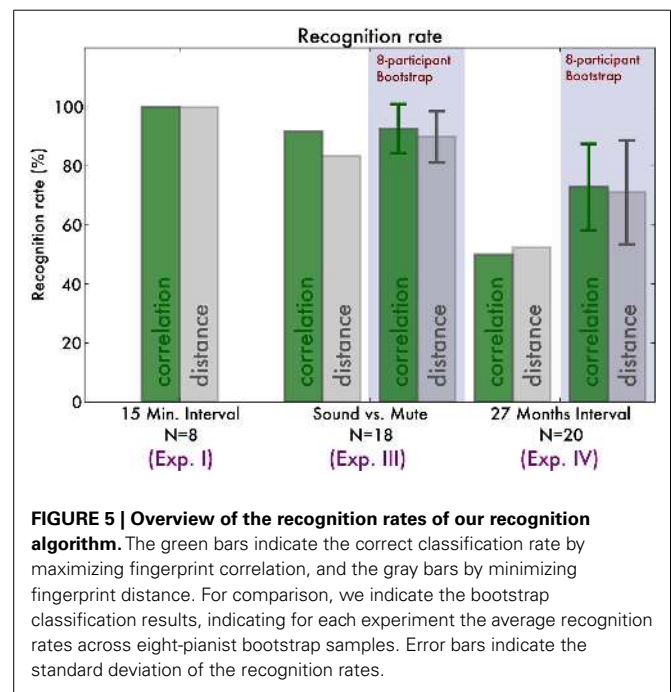 Recognition rate
8-participant
Bootstrap
8-participant
Bootstrap
Recognition rate (%)
100
80
60
40
20
0
correlation
distance
correlation
distance
correlation
distance
correlation
distance
correlation
distance
15 Min. Interval
N=8
(Exp. I)
Sound vs. Mute
N=18
(Exp. III)
27 Months Interval
N=20
(Exp. IV)
FIGURE 5 | Overview of the recognition rates of our recognition
algorithm. The green bars indicate the correct classification rate by
maximizing fingerprint correlation, and the gray bars by minimizing
fingerprint distance. For comparison, we indicate the bootstrap
classification results, indicating for each experiment the average recognition
rates across eight-pianist bootstrap samples. Error bars indicate the
standard deviation of the recognition rates.